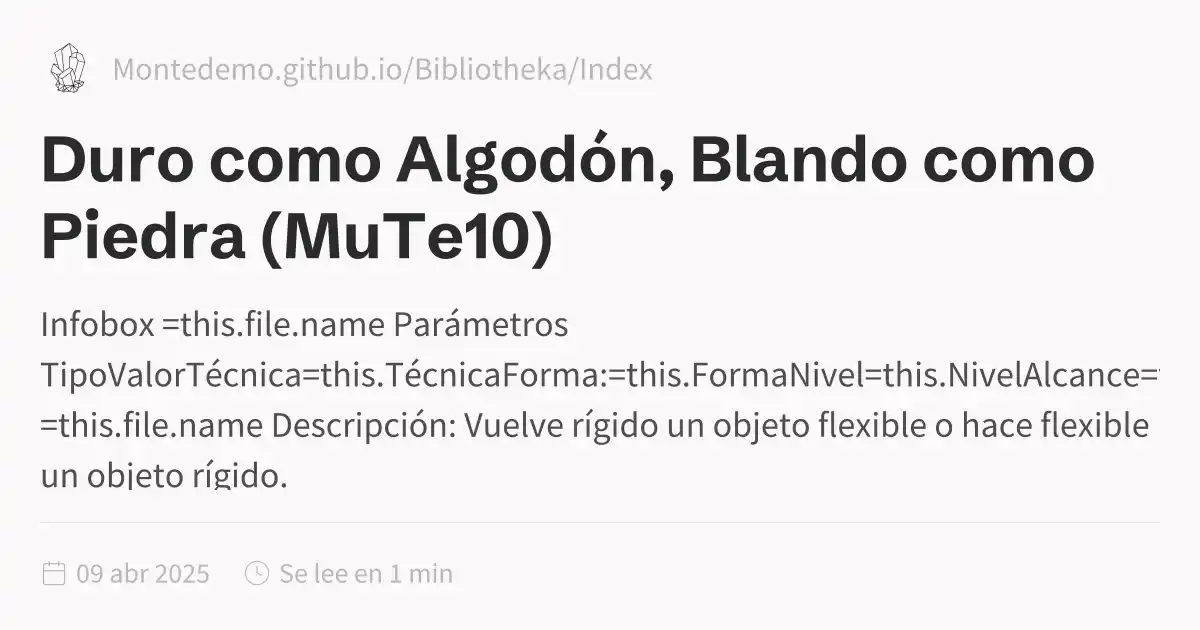 Montedemo.github.io/Bibliotheka/Index
Duro como Algodón, Blando como
Piedra (MuTe10)
Infobox =this.file.name Parámetros
TipoValorTécnica=this.TécnicaForma:=this.FormaNivel=this.NivelAlcance=
=this.file.name Descripción: Vuelve rígido un objeto flexible o hace flexible
un objeto rígido.
09 abr 2025 Se lee en 1 min